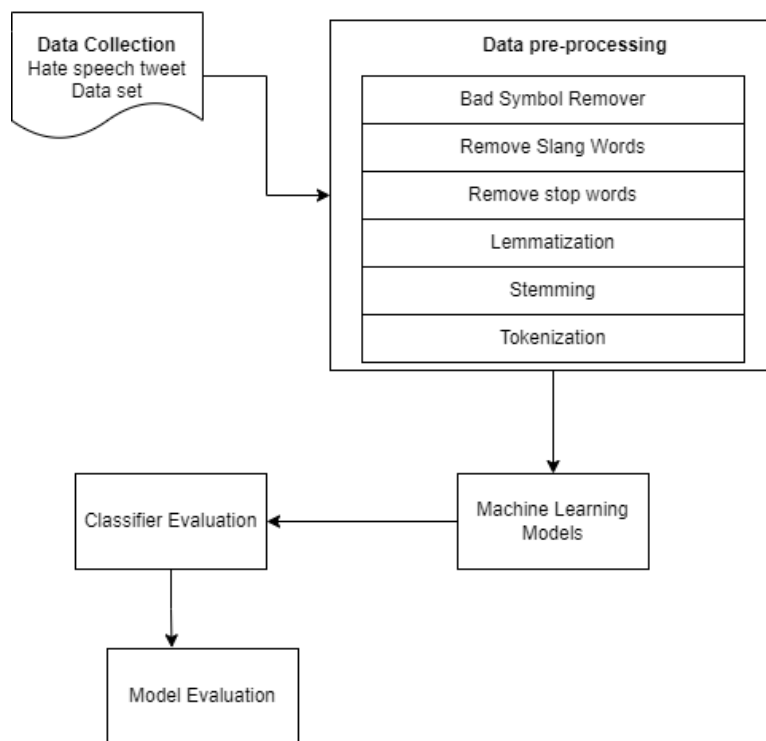 Data Collection
Hate speech tweet
Data set
Data pre-processing
Bad Symbol Remover
Remove Slang Words
Remove stop words
Lemmatization
Stemming
Tokenization
Machine Learning
Models
Classifier Evaluation
Model Evaluation